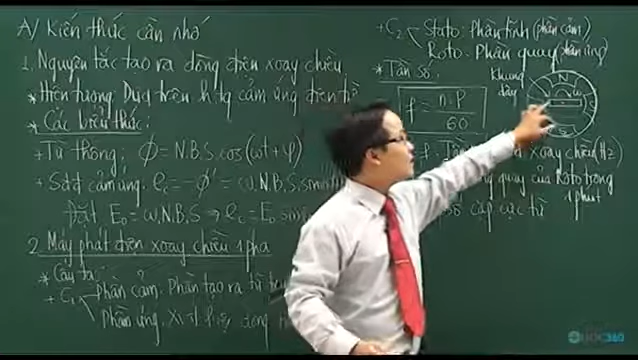 A/ Kiến thức cần nhớ
1. Nguyên tắc tạo ra dòng điện xoay chiều
* Hiện tượng: Dựa trên h tq cảm ứng điện từ
* Các biểu thức:
+ Từ thông: ϕ = N.B.S.cos(ωt + φ)
+ Sđđ cảm ứng. ec = -ϕ' = ω.N.B.S.sin
Đặt E0 = ω.N.B.S ⇒ ec = E0 sin
2. Máy phát điện xoay chiều 1 pha
* Cấu tạo
+ C1 Phần cảm. Phần tạo ra từ
Phần ứng.
+ C2 Stato: Phần tĩnh (phần cảm)
Roto: Phần quay (phần ứng)
* Tần số.
f = n.p / 60
f. xoay chiều (Hz)
quay của Roto trong
1 phút
số cặp cực từ
Khung
dây
N
ω
S
HOC360